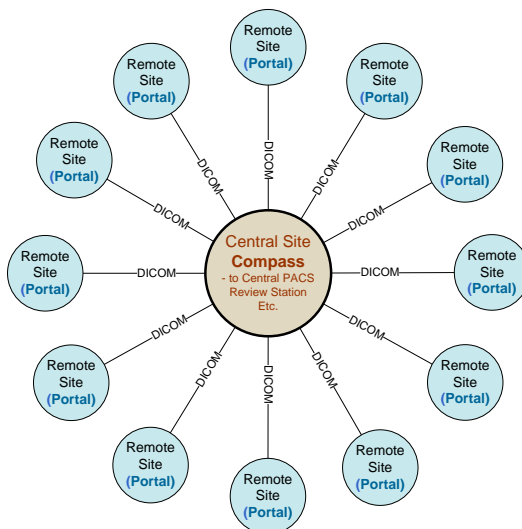 Remote
Site
(Portal)
Remote
Site
(Portal)
Remote
Site
(Portal)
DICOM
DICOM
DICOM
Remote
Site
(Portal)
Remote
Site
(Portal)
DICOM
DICOM
Remote
Site
(Portal)
DICOM
Central Site
Compass
- to Central PACS
Review Station
Etc.
DICOM
Remote
Site
(Portal)
DICOM
DICOM
Remote
Site
(Portal)
Remote
Site
(Portal)
DICOM
DICOM
DICOM
Remote
Site
(Portal)
Remote
Site
(Portal)
Remote
Site
(Portal)